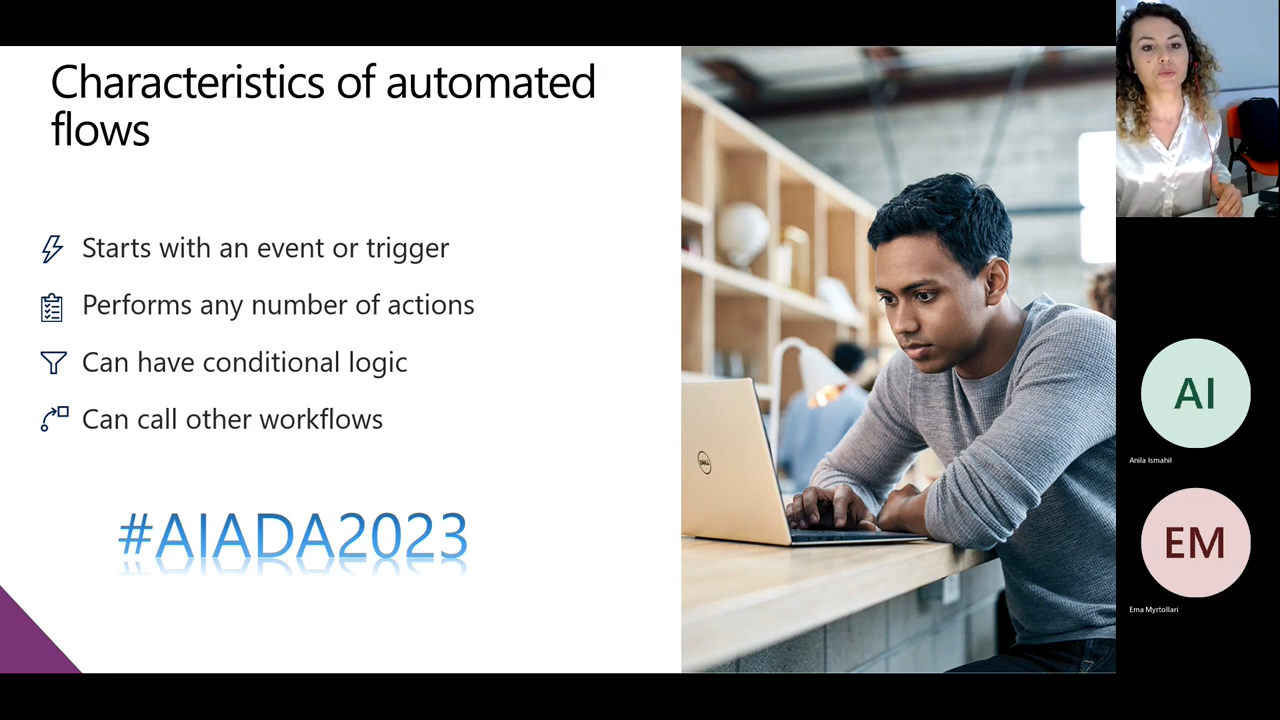 Characteristics of automated
flows
Starts with an event or trigger
Performs any number of actions
Can have conditional logic
Can call other workflows
#AIADA2023
DELL
AI
Anila Ismahil
EM
Ema Myrtollari